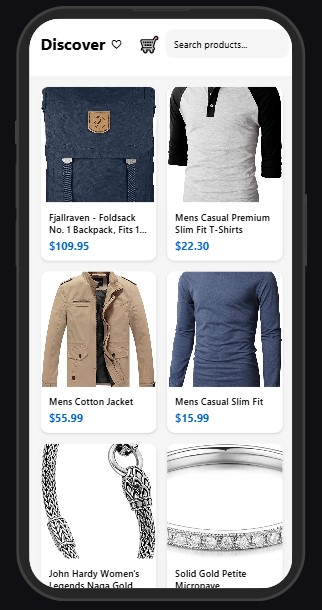 Discover
Search products...
Fjallraven - Foldsack
No. 1 Backpack, Fits 1...
$109.95
Mens Casual Premium
Slim Fit T-Shirts
$22.30
Mens Cotton Jacket
$55.99
Mens Casual Slim Fit
$15.99
John Hardy Women's
Legends Naga Gold
Solid Gold Petite
Micropave